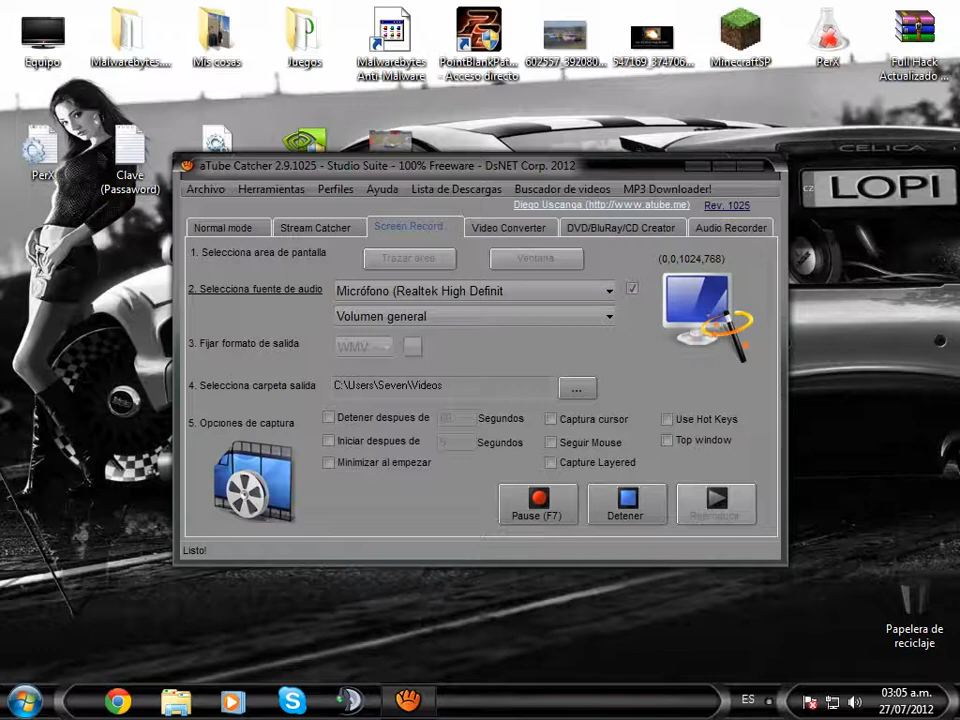 Equipo
Malwarebytes....
Mis cosas
Juegos
Malwarebytes
Anti-Malware
PointBlankPat...
- Acceso directo
602557_392080...
547169_374706...
MinecraftSP
PerX
Full Hack
Actualizado ...
PerX
Clave
(Passaword)
CELICA
CZ
LOPI
aTube Catcher 2.9.1025 - Studio Suite - 100% Freeware - DsNET Corp. 2012
Archivo Herramientas Perfiles Ayuda Lista de Descargas Buscador de videos MP3 Downloader!
Diego Uscanga (http://www.atube.me) Rev. 1025
Normal mode Stream Catcher Screen Record Video Converter DVD/BluRay/CD Creator Audio Recorder
1. Selecciona area de pantalla Trazar area Ventana (0,0,1024,768)
2. Selecciona fuente de audio Micrófono (Realtek High Definit
Volumen general
3. Fijar formato de salida WMV
4. Selecciona carpeta salida C:\Users\Seven\Videos ...
5. Opciones de captura
Detener despues de Segundos Captura cursor Use Hot Keys
Iniciar despues de 5 Segundos Seguir Mouse Top window
Minimizar al empezar Capture Layered
Pause (F7) Detener Reproducir
Listo!
Papelera de
reciclaje
ES
03:05 a.m.
27/07/2012